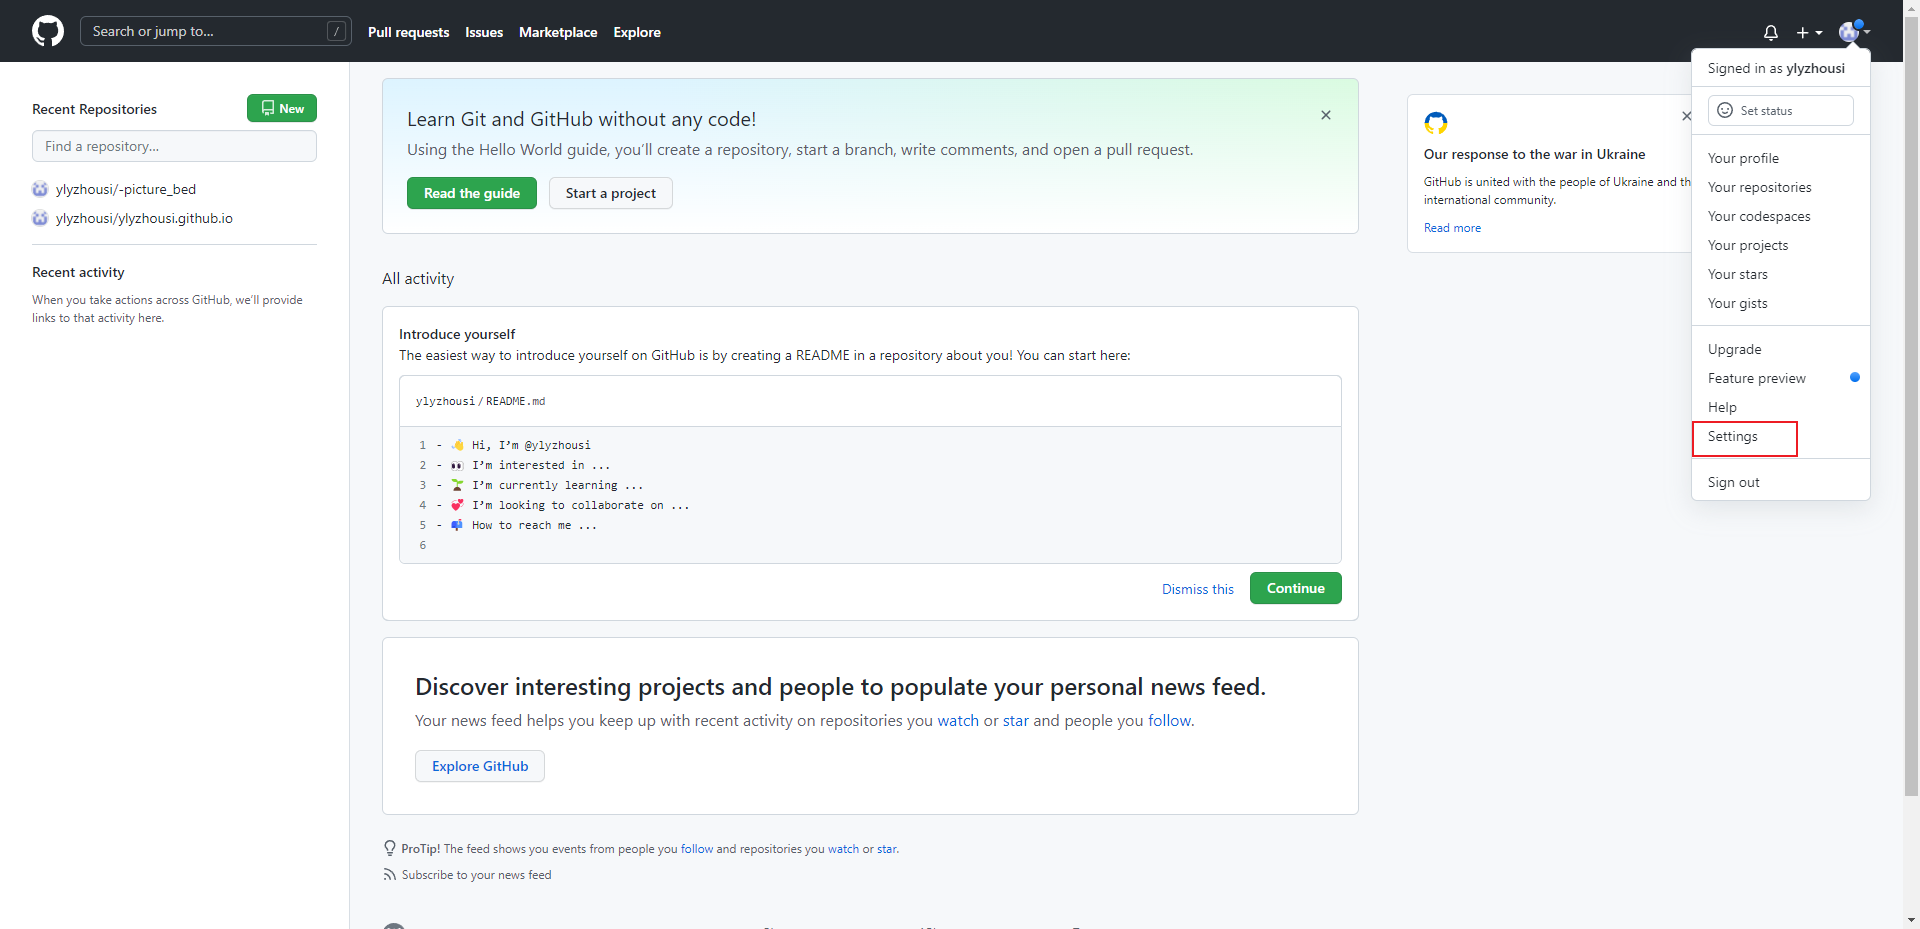 Search or jump to...
/
Pull requests
Issues
Marketplace
Explore
Signed in as ylyzhousi
Set status
Your profile
Your repositories
Your codespaces
Your projects
Your stars
Your gists
Upgrade
Feature preview
Help
Settings
Sign out
Recent Repositories
New
Find a repository...
ylyzhousi/-picture_bed
ylyzhousi/ylyzhousi.github.io
Recent activity
When you take actions across GitHub, we'll provide
links to that activity here.
Learn Git and GitHub without any code!
Using the Hello World guide, you'll create a repository, start a branch, write comments, and open a pull request.
Read the guide
Start a project
All activity
Introduce yourself
The easiest way to introduce yourself on GitHub is by creating a README in a repository about you! You can start here:
ylyzhousi/README.md
1 - 👋 Hi, I'm @ylyzhousi
2 - 👀 I'm interested in ...
3 - 🌱 I'm currently learning ...
4 - 💞️ I'm looking to collaborate on ...
5 - 📫 How to reach me ...
6
Dismiss this
Continue
Discover interesting projects and people to populate your personal news feed.
Your news feed helps you keep up with recent activity on repositories you watch or star and people you follow.
Explore GitHub
ProTip! The feed shows you events from people you follow and repositories you watch or star.
Subscribe to your news feed
Our response to the war in Ukraine
GitHub is united with the people of Ukraine and
international community.
Read more